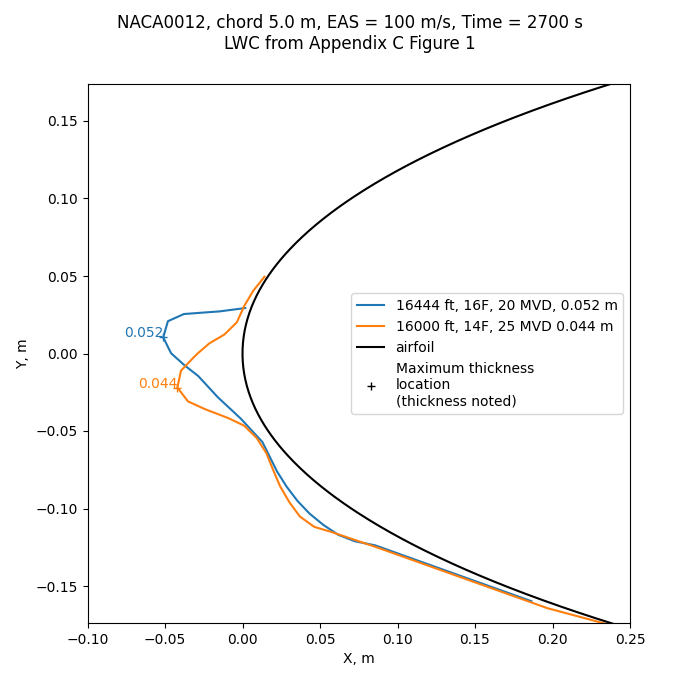 NACA0012, chord 5.0 m, EAS = 100 m/s, Time = 2700 s
LWC from Appendix C Figure 1
Y, m
0.15
0.10
0.05
0.00
−0.05
−0.10
−0.15
0.052
0.044
16444 ft, 16F, 20 MVD, 0.052 m
16000 ft, 14F, 25 MVD 0.044 m
airfoil
Maximum thickness
location
(thickness noted)
−0.10 −0.05 0.00 0.05 0.10 0.15 0.20 0.25
X, m